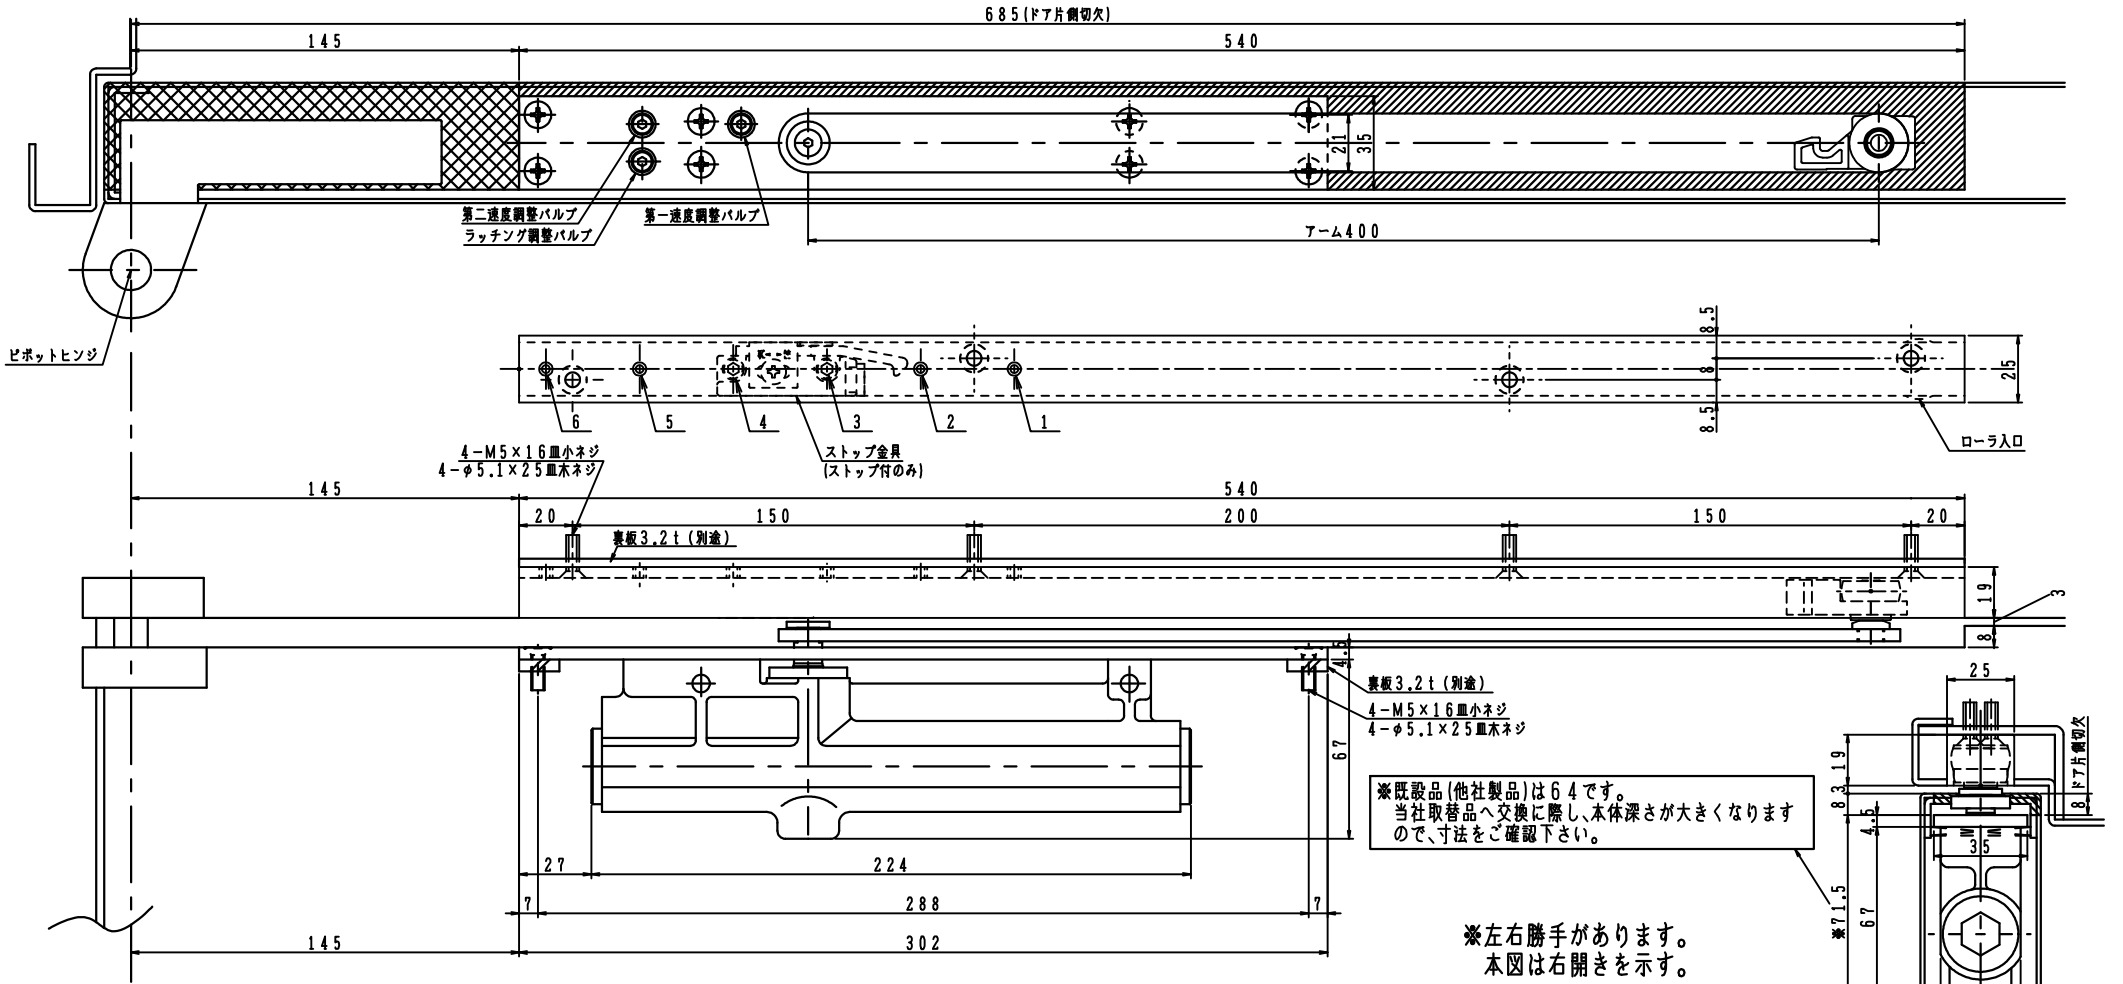 685(ドア片側切欠)
145
540
21
35
第二速度調整バルブ
ラッチング調整バルブ
第一速度調整バルブ
アーム400
ピボットヒンジ
8.5
8
8.5
25
6
5
4
3
2
1
ストップ金具
(ストップ付のみ)
ローラ入口
4-M5×16皿小ネジ
4-φ5.1×25皿木ネジ
145
540
20
150
200
150
20
裏板3.2t(別途)
19
3
8
4.5
67
裏板3.2t(別途)
4-M5×16皿小ネジ
4-φ5.1×25皿木ネジ
27
224
7
288
7
145
302
※既設品(他社製品)は64です。
当社取替品へ交換に際し、本体深さが大きくなります
ので、寸法をご確認下さい。
※左右勝手があります。
本図は右開きを示す。
25
19
3
8
4.5
35
8
ドア片側切欠
※71.5
67